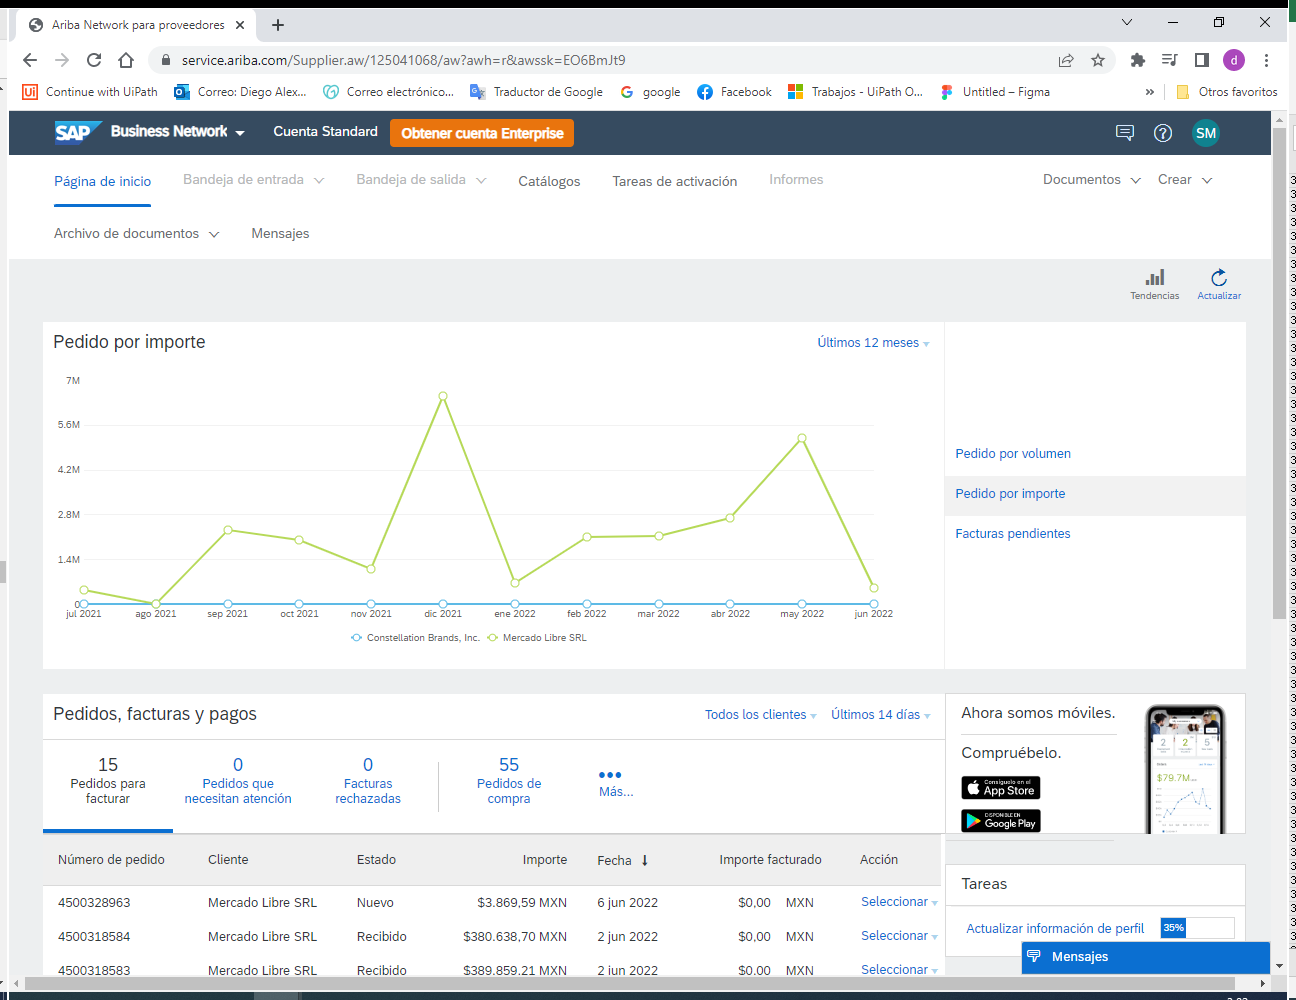 Ariba Network para proveedores
service.ariba.com/Supplier.aw/125041068/aw?awh=r&awssk=EO6BmJt9
d
Continue with UiPath
Correo: Diego Alex...
Correo electrónico...
Traductor de Google
google
Facebook
Trabajos - UiPath O...
Untitled – Figma
»
Otros favoritos
SAP Business Network
Cuenta Standard
Obtener cuenta Enterprise
SM
Página de inicio
Bandeja de entrada
Bandeja de salida
Catálogos
Tareas de activación
Informes
Documentos
Crear
Archivo de documentos
Mensajes
Tendencias
Actualizar
Pedido por importe
Últimos 12 meses
7M
5.6M
4.2M
2.8M
1.4M
0
jul 2021 ago 2021 sep 2021 oct 2021 nov 2021 dic 2021 ene 2022 feb 2022 mar 2022 abr 2022 may 2022 jun 2022
Constellation Brands, Inc. Mercado Libre SRL
Pedido por volumen
Pedido por importe
Facturas pendientes
Pedidos, facturas y pagos
Todos los clientes
Últimos 14 días
15
Pedidos para
facturar
0
Pedidos que
necesitan atención
0
Facturas
rechazadas
55
Pedidos de
compra
Más...
Número de pedido Cliente Estado Importe Fecha Importe facturado Acción
4500328963 Mercado Libre SRL Nuevo $3.869,59 MXN 6 jun 2022 $0,00 MXN Seleccionar
4500318584 Mercado Libre SRL Recibido $380.638,70 MXN 2 jun 2022 $0,00 MXN Seleccionar
4500318583 Mercado Libre SRL Recibido $389.859,21 MXN 2 jun 2022 $0,00 MXN Seleccionar
Ahora somos móviles.
Compruébelo.
Consíguelo en el
App Store
DISPONIBLE EN
Google Play
2 2 5
$79.7M
Tareas
Actualizar información de perfil
35%
Mensajes